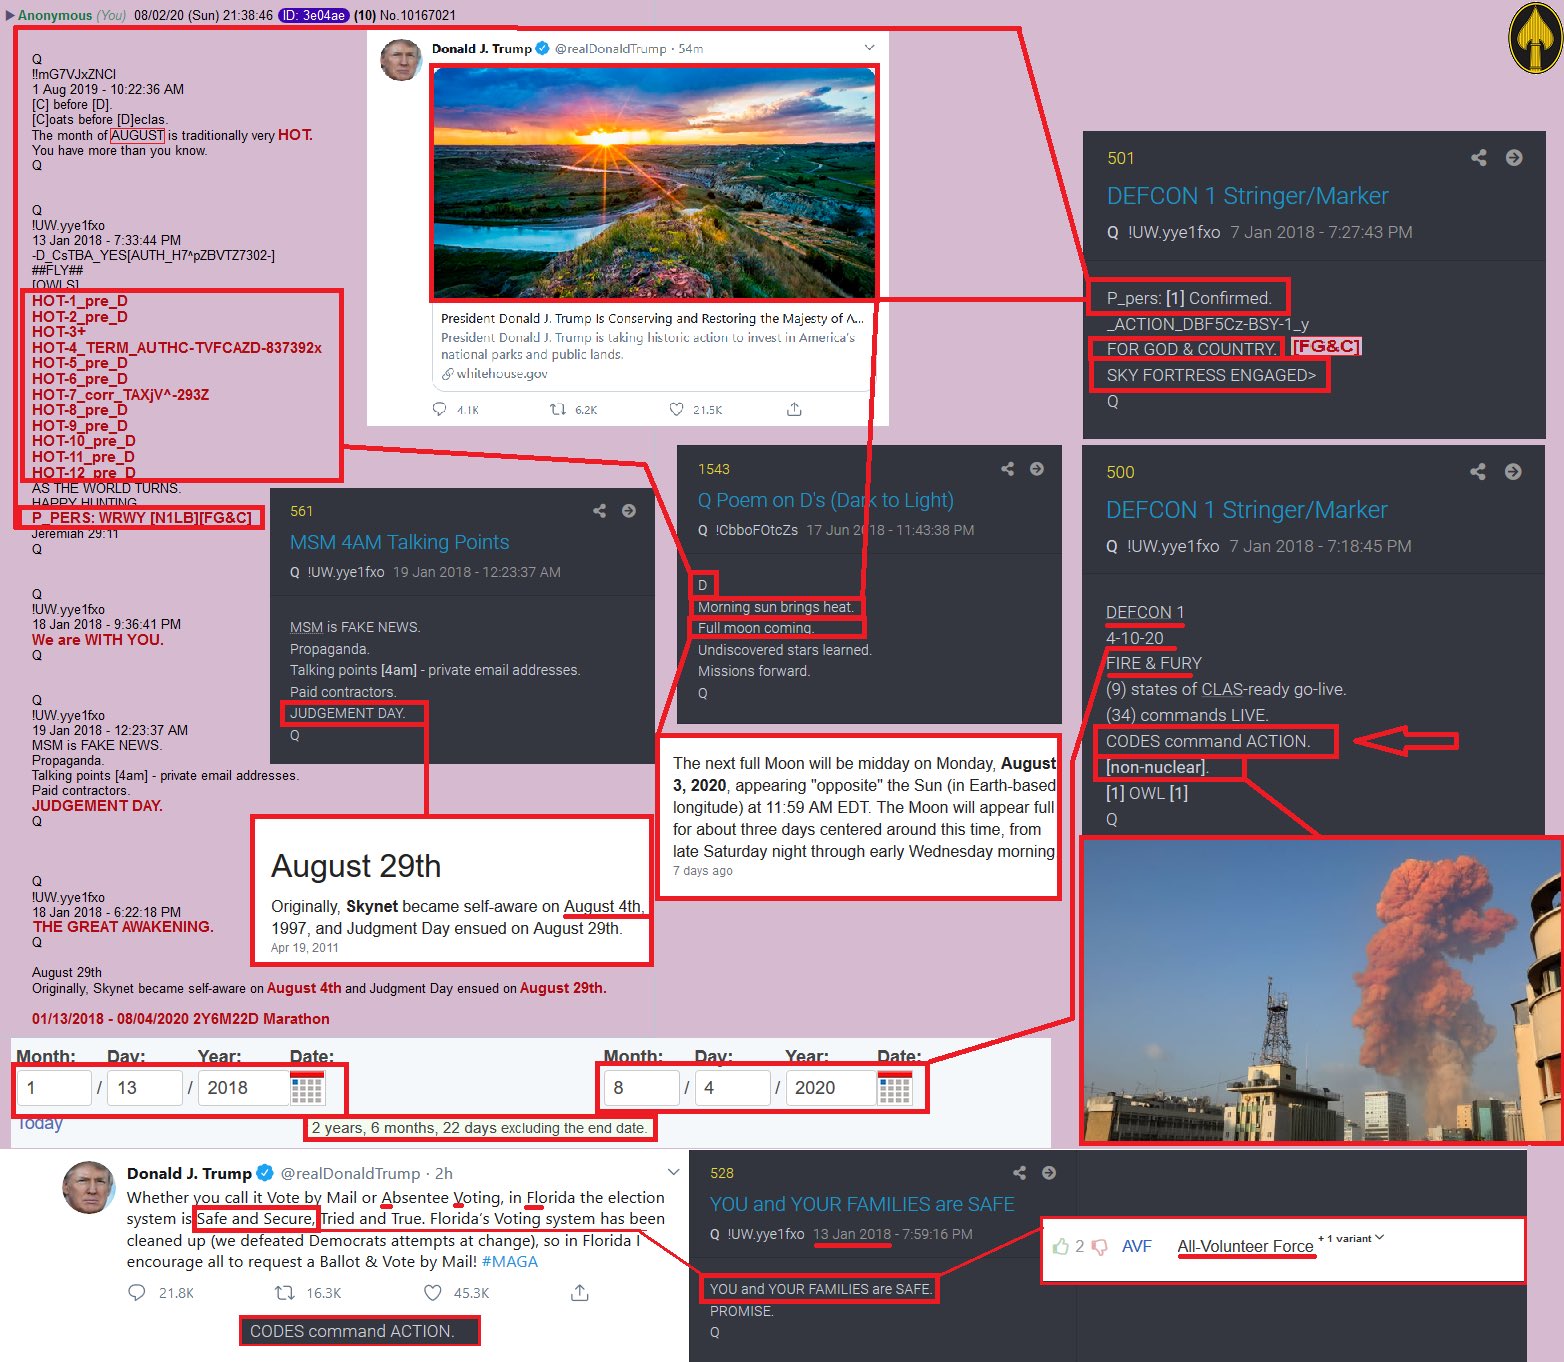 Anonymous (You) 08/02/20 (Sun) 21:38:46 ID: 3e04ae (10) No.10167021
Q
!!mG7VJxZNCI
1 Aug 2019 - 10:22:36 AM
[C] before [D].
[C]oats before [D]eclas.
The month of AUGUST is traditionally very HOT.
You have more than you know.
Q
Q
!UW.yye1fxo
13 Jan 2018 - 7:33:44 PM
-D_CsTBA_YES[AUTH_H7^pZBVTZ7302-]
##FLY##
[OWLS]
HOT-1_pre_D
HOT-2_pre_D
HOT-3+
HOT-4_TERM_AUTHC-TVFCAZD-837392x
HOT-5_pre_D
HOT-6_pre_D
HOT-7_corr_TAXjV^-293Z
HOT-8_pre_D
HOT-9_pre_D
HOT-10_pre_D
HOT-11_pre_D
HOT-12_pre_D
AS THE WORLD TURNS.
HAPPY HUNTING.
P_PERS: WRWY [N1LB][FG&C]
Jeremiah 29:11
Q
Q
!UW.yye1fxo
18 Jan 2018 - 9:36:41 PM
We are WITH YOU.
Q
Q
!UW.yye1fxo
19 Jan 2018 - 12:23:37 AM
MSM is FAKE NEWS.
Propaganda.
Talking points [4am] - private email addresses.
Paid contractors.
JUDGEMENT DAY.
Q
Q
!UW.yye1fxo
18 Jan 2018 - 6:22:18 PM
THE GREAT AWAKENING.
Q
August 29th
Originally, Skynet became self-aware on August 4th and Judgment Day ensued on August 29th.
01/13/2018 - 08/04/2020 2Y6M22D Marathon
Donald J. Trump @realDonaldTrump · 54m
President Donald J. Trump Is Conserving and Restoring the Majesty of A...
President Donald J. Trump is taking historic action to invest in America's
national parks and public lands.
whitehouse.gov
4.1K 6.2K 21.5K
501
DEFCON 1 Stringer/Marker
Q !UW.yye1fxo 7 Jan 2018 - 7:27:43 PM
P_pers: [1] Confirmed.
_ACTION_DBF5Cz-BSY-1_y
FOR GOD & COUNTRY. [FG&C]
SKY FORTRESS ENGAGED>
Q
561
MSM 4AM Talking Points
Q !UW.yye1fxo 19 Jan 2018 - 12:23:37 AM
MSM is FAKE NEWS.
Propaganda.
Talking points [4am] - private email addresses.
Paid contractors.
JUDGEMENT DAY.
Q
1543
Q Poem on D's (Dark to Light)
Q !CbboFOtcZs 17 Jun 2018 - 11:43:38 PM
D
Morning sun brings heat.
Full moon coming.
Undiscovered stars learned.
Missions forward.
Q
500
DEFCON 1 Stringer/Marker
Q !UW.yye1fxo 7 Jan 2018 - 7:18:45 PM
DEFCON 1
4-10-20
FIRE & FURY
(9) states of CLAS-ready go-live.
(34) commands LIVE.
CODES command ACTION.
[non-nuclear].
[1] OWL [1]
Q
The next full Moon will be midday on Monday, August
3, 2020, appearing "opposite" the Sun (in Earth-based
longitude) at 11:59 AM EDT. The Moon will appear full
for about three days centered around this time, from
late Saturday night through early Wednesday morning
7 days ago
August 29th
Originally, Skynet became self-aware on August 4th,
1997, and Judgment Day ensued on August 29th.
Apr 19, 2011
Month: Day: Year: Date:
1 / 13 / 2018
Today
Month: Day: Year: Date:
8 / 4 / 2020
2 years, 6 months, 22 days excluding the end date.
Donald J. Trump @realDonaldTrump · 2h
Whether you call it Vote by Mail or Absentee Voting, in Florida the election
system is Safe and Secure, Tried and True. Florida's Voting system has been
cleaned up (we defeated Democrats attempts at change), so in Florida I
encourage all to request a Ballot & Vote by Mail! #MAGA
21.8K 16.3K 45.3K
CODES command ACTION.
528
YOU and YOUR FAMILIES are SAFE
Q !UW.yye1fxo 13 Jan 2018 - 7:59:16 PM
YOU and YOUR FAMILIES are SAFE.
PROMISE.
Q
2 AVF All-Volunteer Force + 1 variant